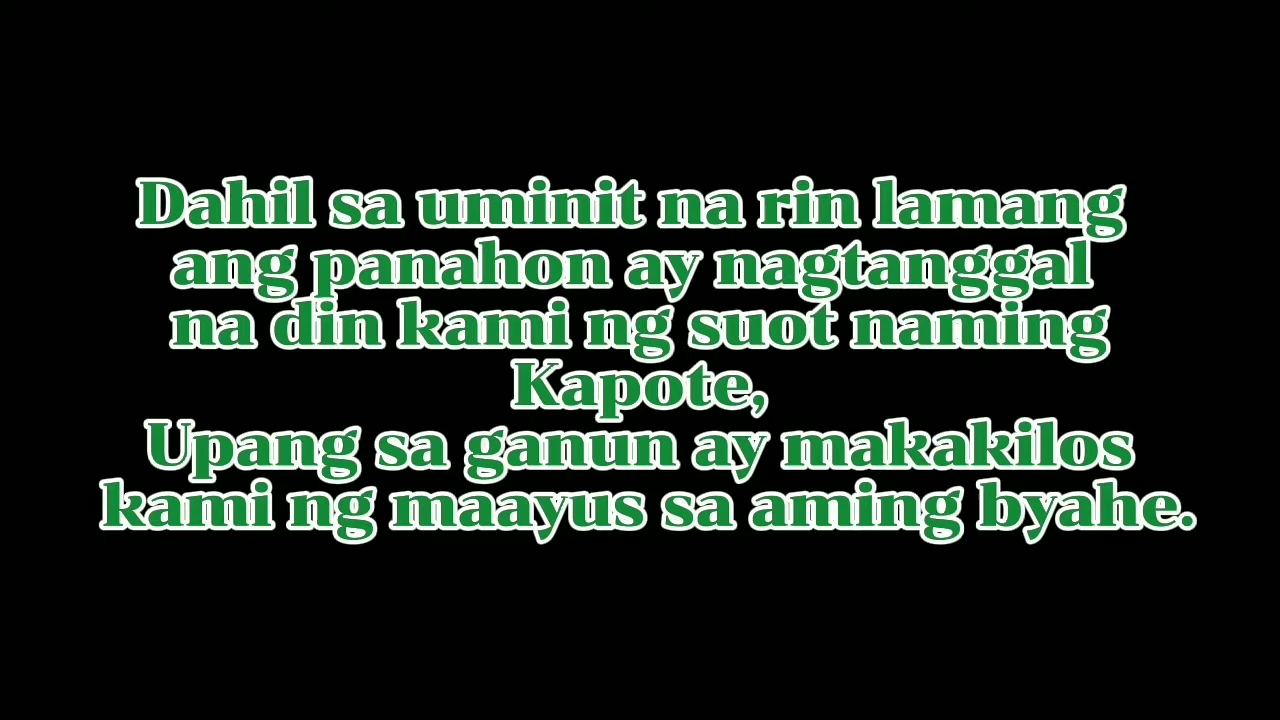 Dahil sa uminit na rin lamang
ang panahon ay nagtanggal
na din kami ng suot naming
Kapote,
Upang sa ganun ay makakilos
kami ng maayus sa aming byahe.